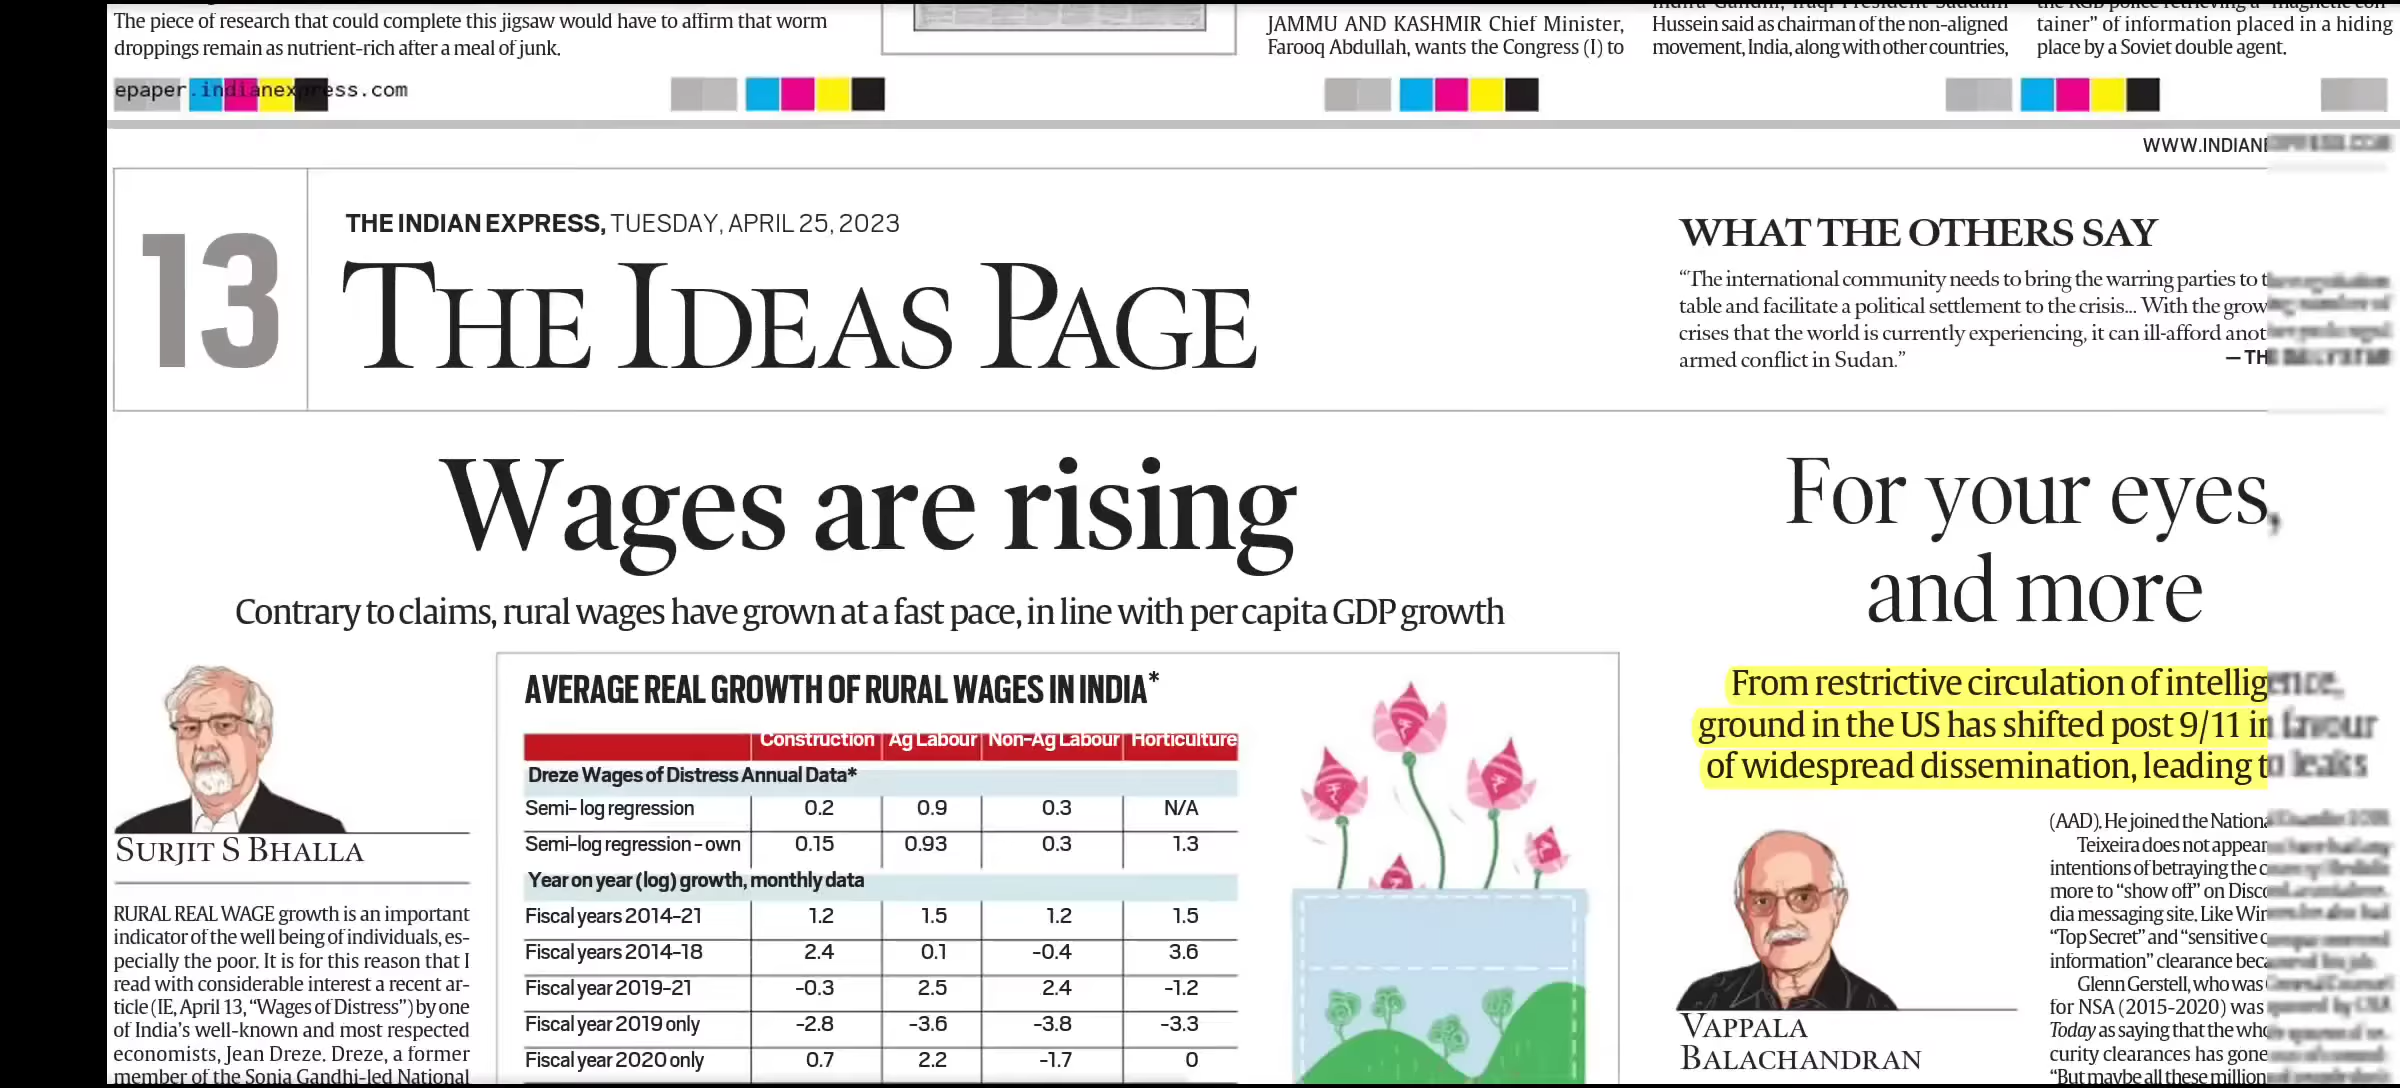 The piece of research that could complete this jigsaw would have to affirm that worm
droppings remain as nutrient-rich after a meal of junk.
JAMMU AND KASHMIR Chief Minister,
Farooq Abdullah, wants the Congress (I) to
Hussein said as chairman of the non-aligned
movement, India, along with other countries,
tainer” of information placed in a hiding
place by a Soviet double agent.
epaper.indianexpress.com
WWW.INDIANEXPRESS.COM
13
THE INDIAN EXPRESS, TUESDAY, APRIL 25, 2023
THE IDEAS PAGE
WHAT THE OTHERS SAY
“The international community needs to bring the warring parties to
table and facilitate a political settlement to the crisis... With the growing number of
crises that the world is currently experiencing, it can ill-afford
armed conflict in Sudan.”
Wages are rising
Contrary to claims, rural wages have grown at a fast pace, in line with per capita GDP growth
SURJIT S BHALLA
RURAL REAL WAGE growth is an important
indicator of the well being of individuals, es-
pecially the poor. It is for this reason that I
read with considerable interest a recent ar-
ticle (IE, April 13, “Wages of Distress”) by one
of India’s well-known and most respected
economists, Jean Dreze. Dreze, a former
member of the Sonia Gandhi-led National
AVERAGE REAL GROWTH OF RURAL WAGES IN INDIA*
Construction Ag Labour Non-Ag Labour Horticulture
Dreze Wages of Distress Annual Data*
Semi- log regression 0.2 0.9 0.3 N/A
Semi-log regression - own 0.15 0.93 0.3 1.3
Year on year (log) growth, monthly data
Fiscal years 2014-21 1.2 1.5 1.2 1.5
Fiscal years 2014-18 2.4 0.1 -0.4 3.6
Fiscal year 2019-21 -0.3 2.5 2.4 -1.2
Fiscal year 2019 only -2.8 -3.6 -3.8 -3.3
Fiscal year 2020 only 0.7 2.2 -1.7 0
For your eyes,
and more
From restrictive circulation of intelligence,
ground in the US has shifted post 9/11 in favour
of widespread dissemination, leading to leaks
VAPPALA
BALACHANDRAN
(AAD). He joined the
Teixeira does not appear
intentions of betraying the
more to “show off” on
dia messaging site. Like
“Top Secret” and “sensitive
information” clearance
Glenn Gerstell, who was
for NSA (2015-2020) was
Today as saying that the
curity clearances has gone
“But maybe all these